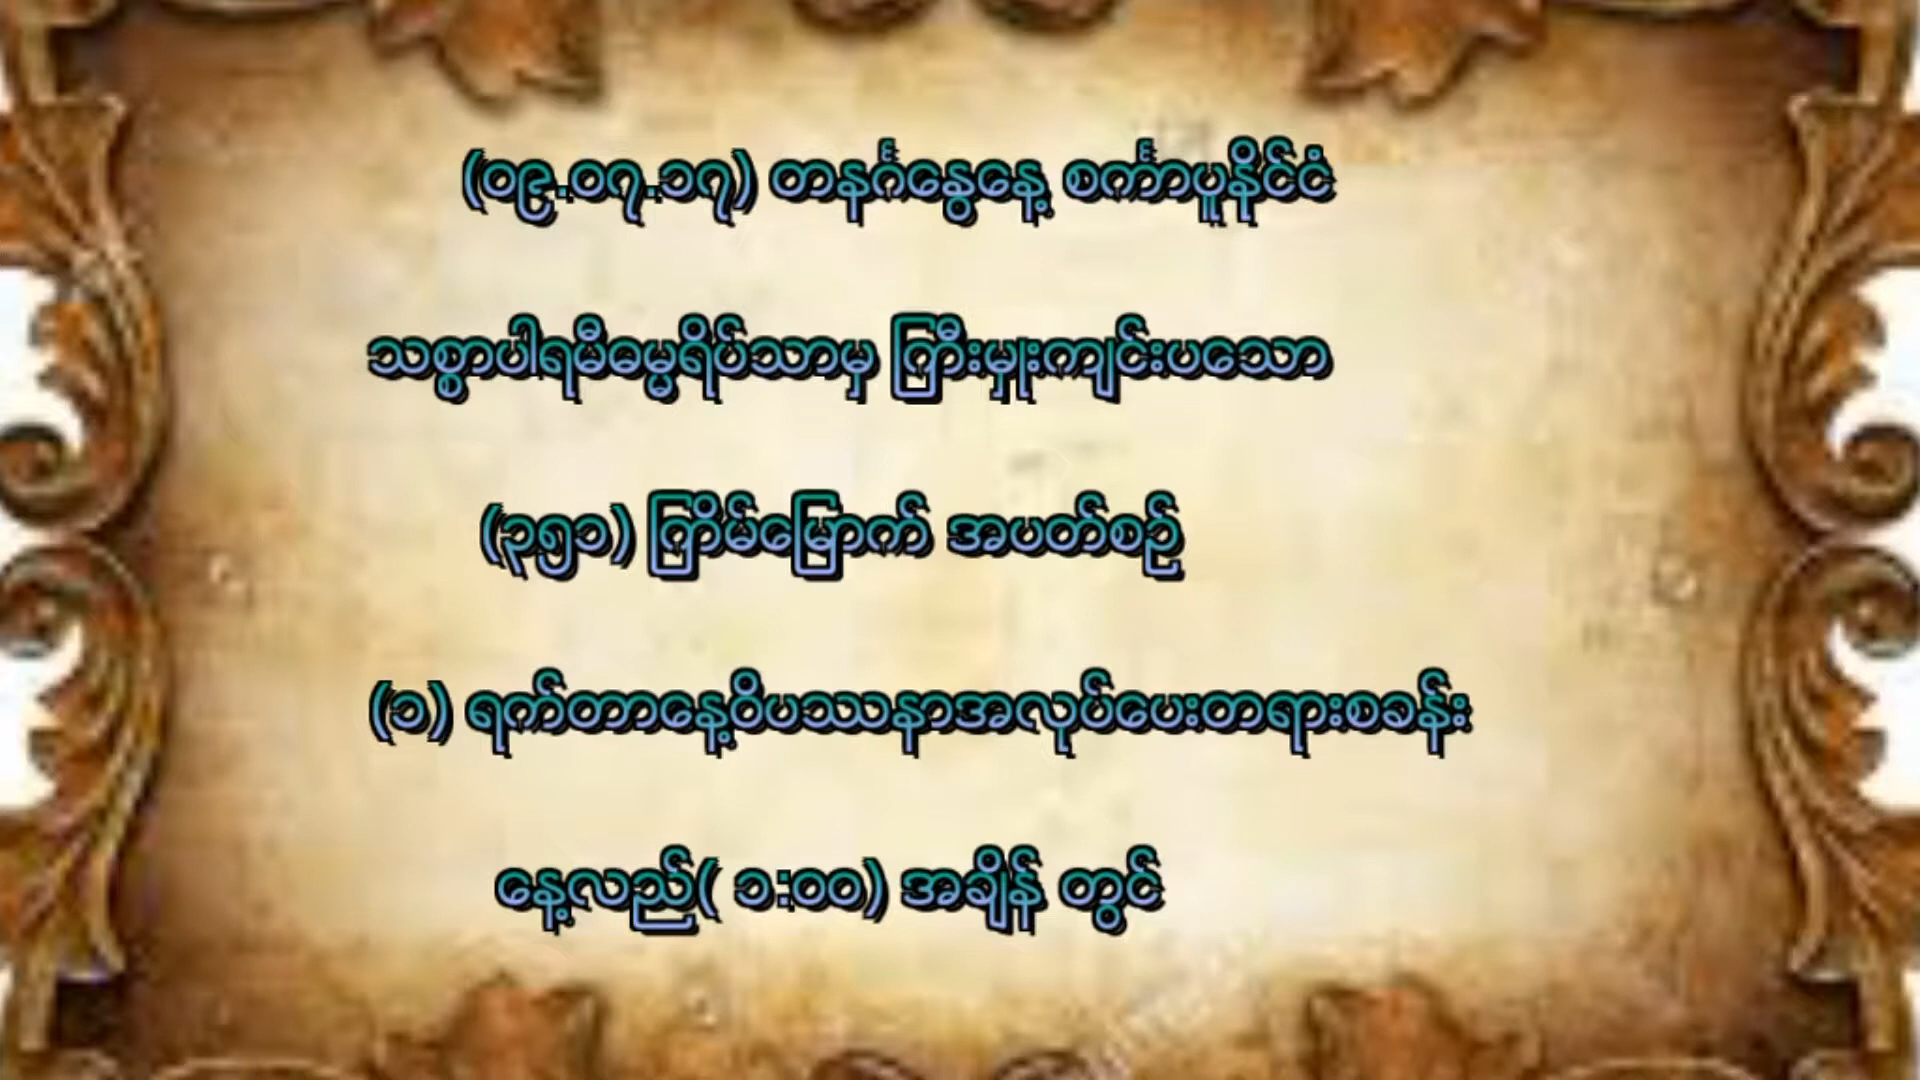 (၀၉.၀၇.၁၇) တနင်္ဂနွေနေ့ စင်္ကာပူနိုင်ငံ
သစ္စာပါရမီဓမ္မရိပ်သာမှ ကြီးမှူးကျင်းပသော
(၃၅၁) ကြိမ်မြောက် အပတ်စဉ်
(၁) ရက်တာနေ့ဝိပဿနာအလုပ်ပေးတရားစခန်း
နေ့လည်( ၁:၀၀) အချိန် တွင်